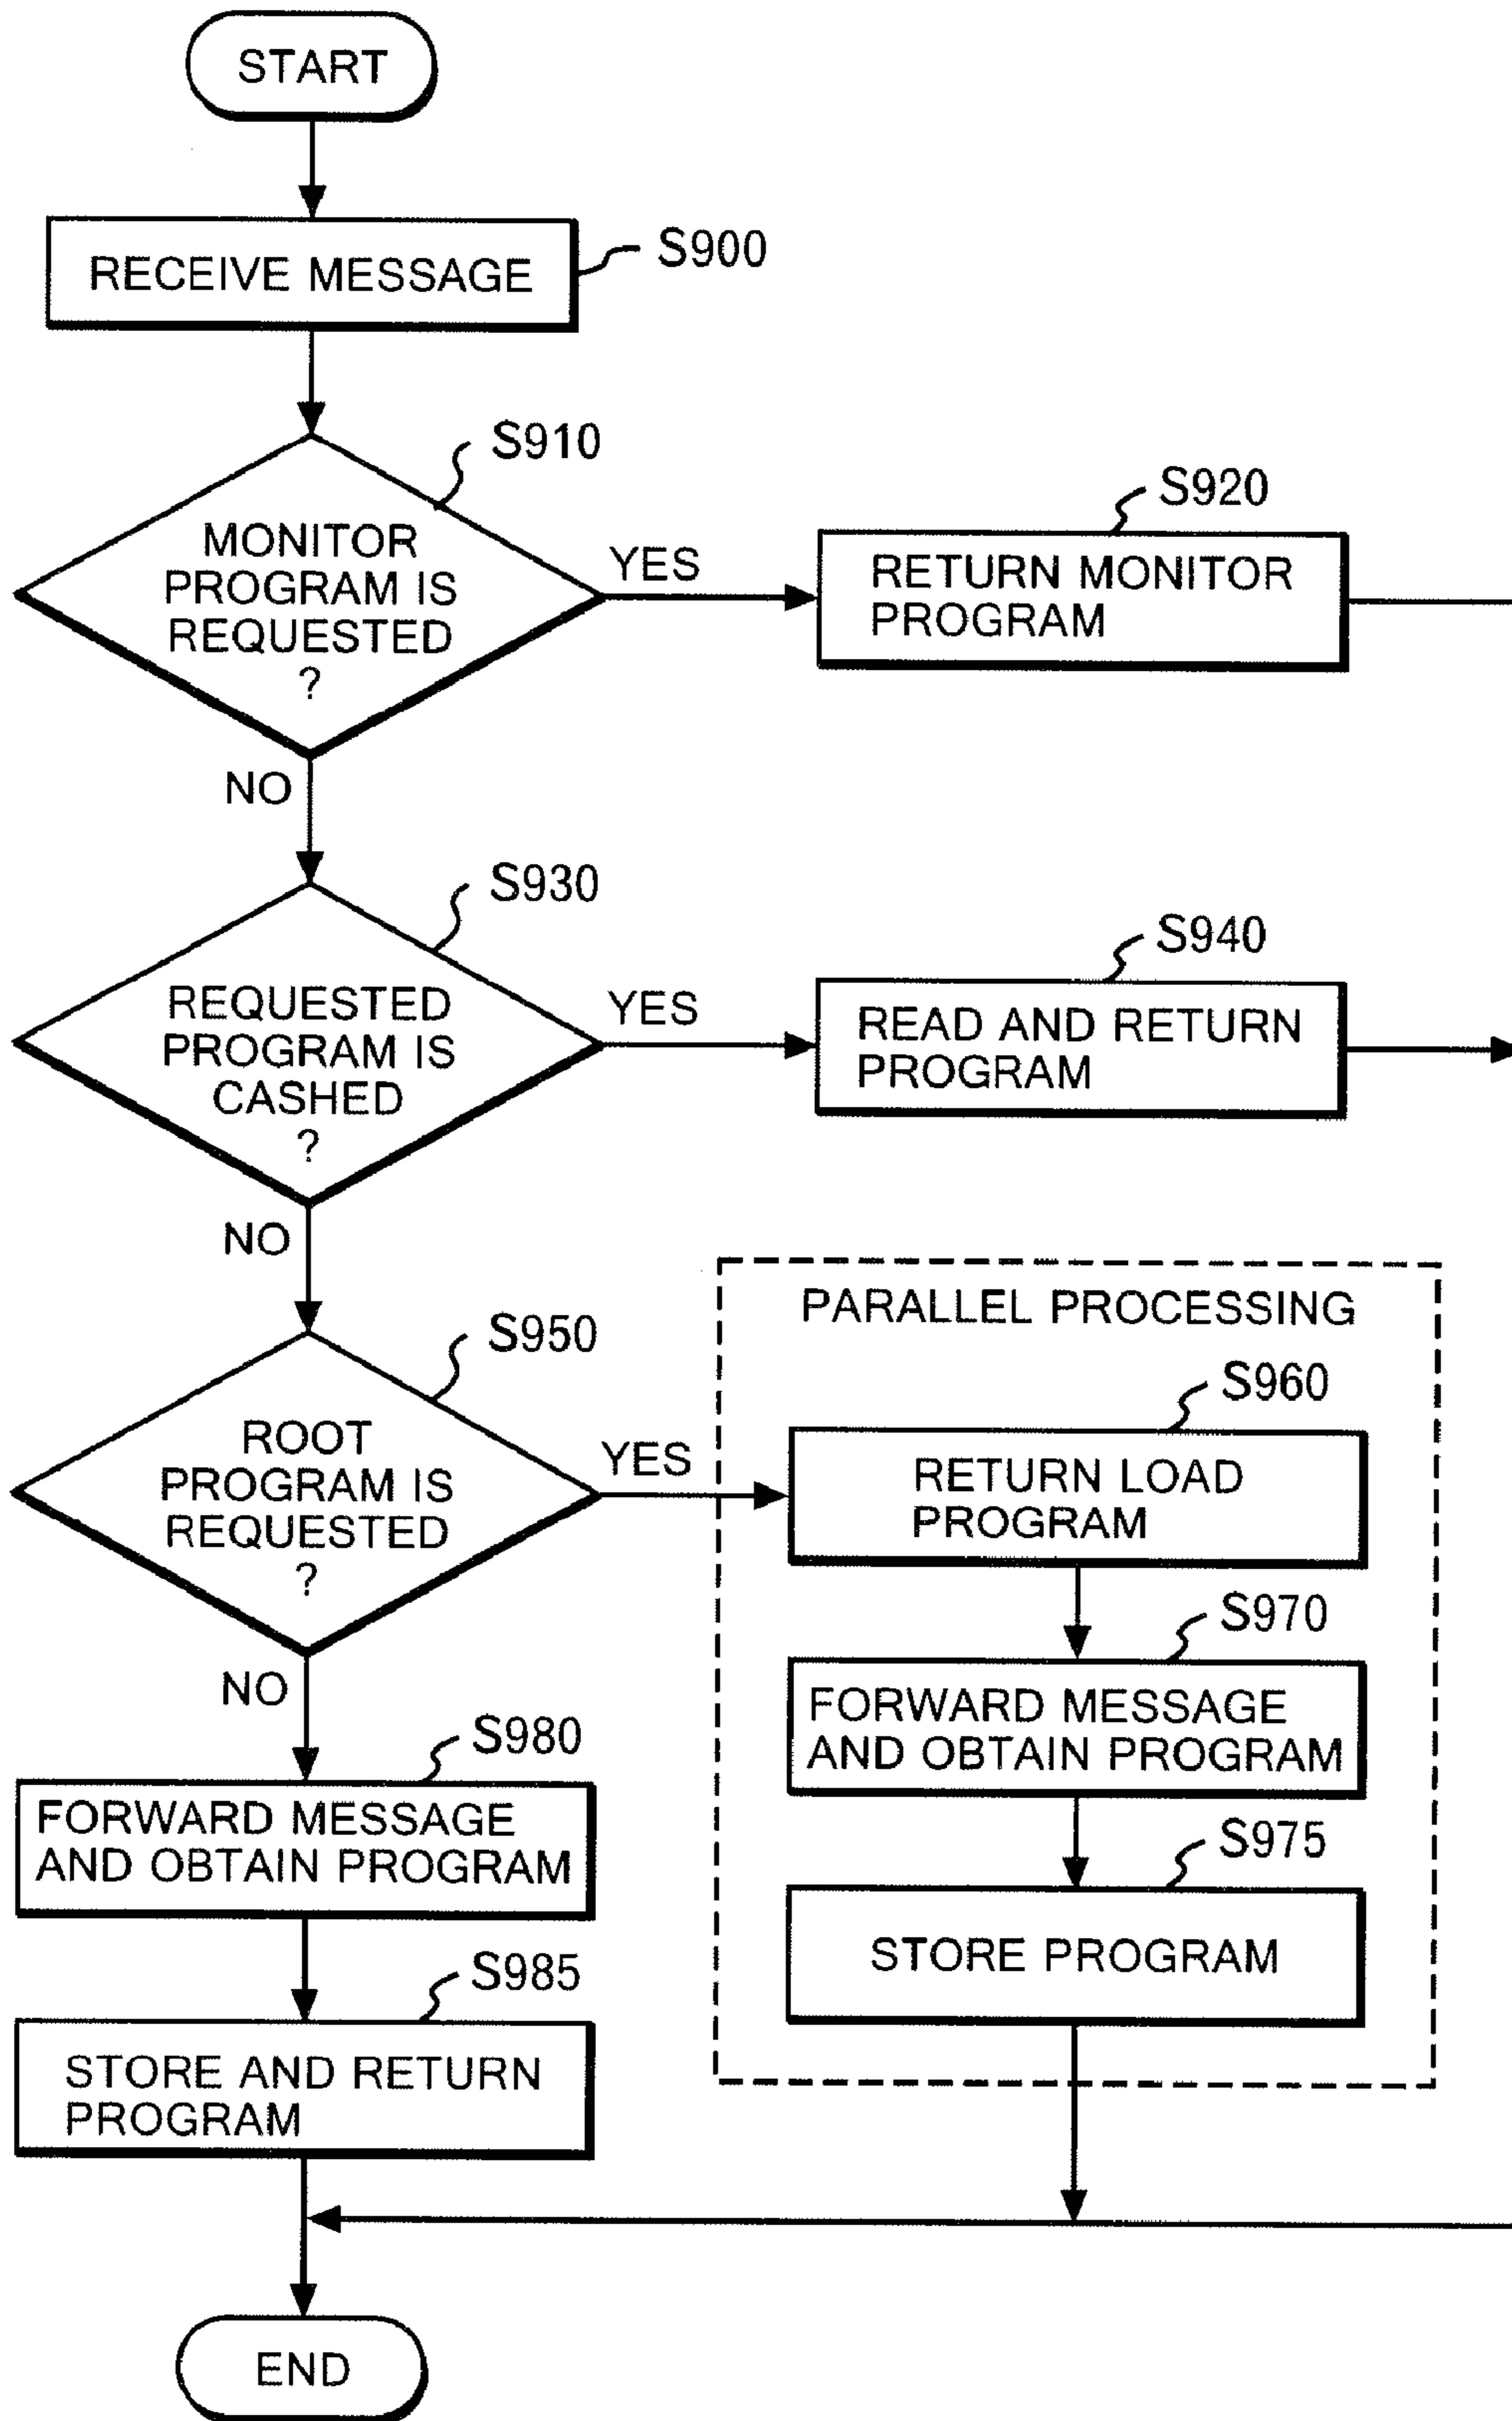 START
RECEIVE MESSAGE
S900
S910
MONITOR
PROGRAM IS
REQUESTED
?
YES
S920
RETURN MONITOR
PROGRAM
NO
S930
REQUESTED
PROGRAM IS
CASHED
?
YES
S940
READ AND RETURN
PROGRAM
NO
S950
ROOT
PROGRAM IS
REQUESTED
?
YES
PARALLEL PROCESSING
S960
RETURN LOAD
PROGRAM
S970
FORWARD MESSAGE
AND OBTAIN PROGRAM
S975
STORE PROGRAM
NO
S980
FORWARD MESSAGE
AND OBTAIN PROGRAM
S985
STORE AND RETURN
PROGRAM
END